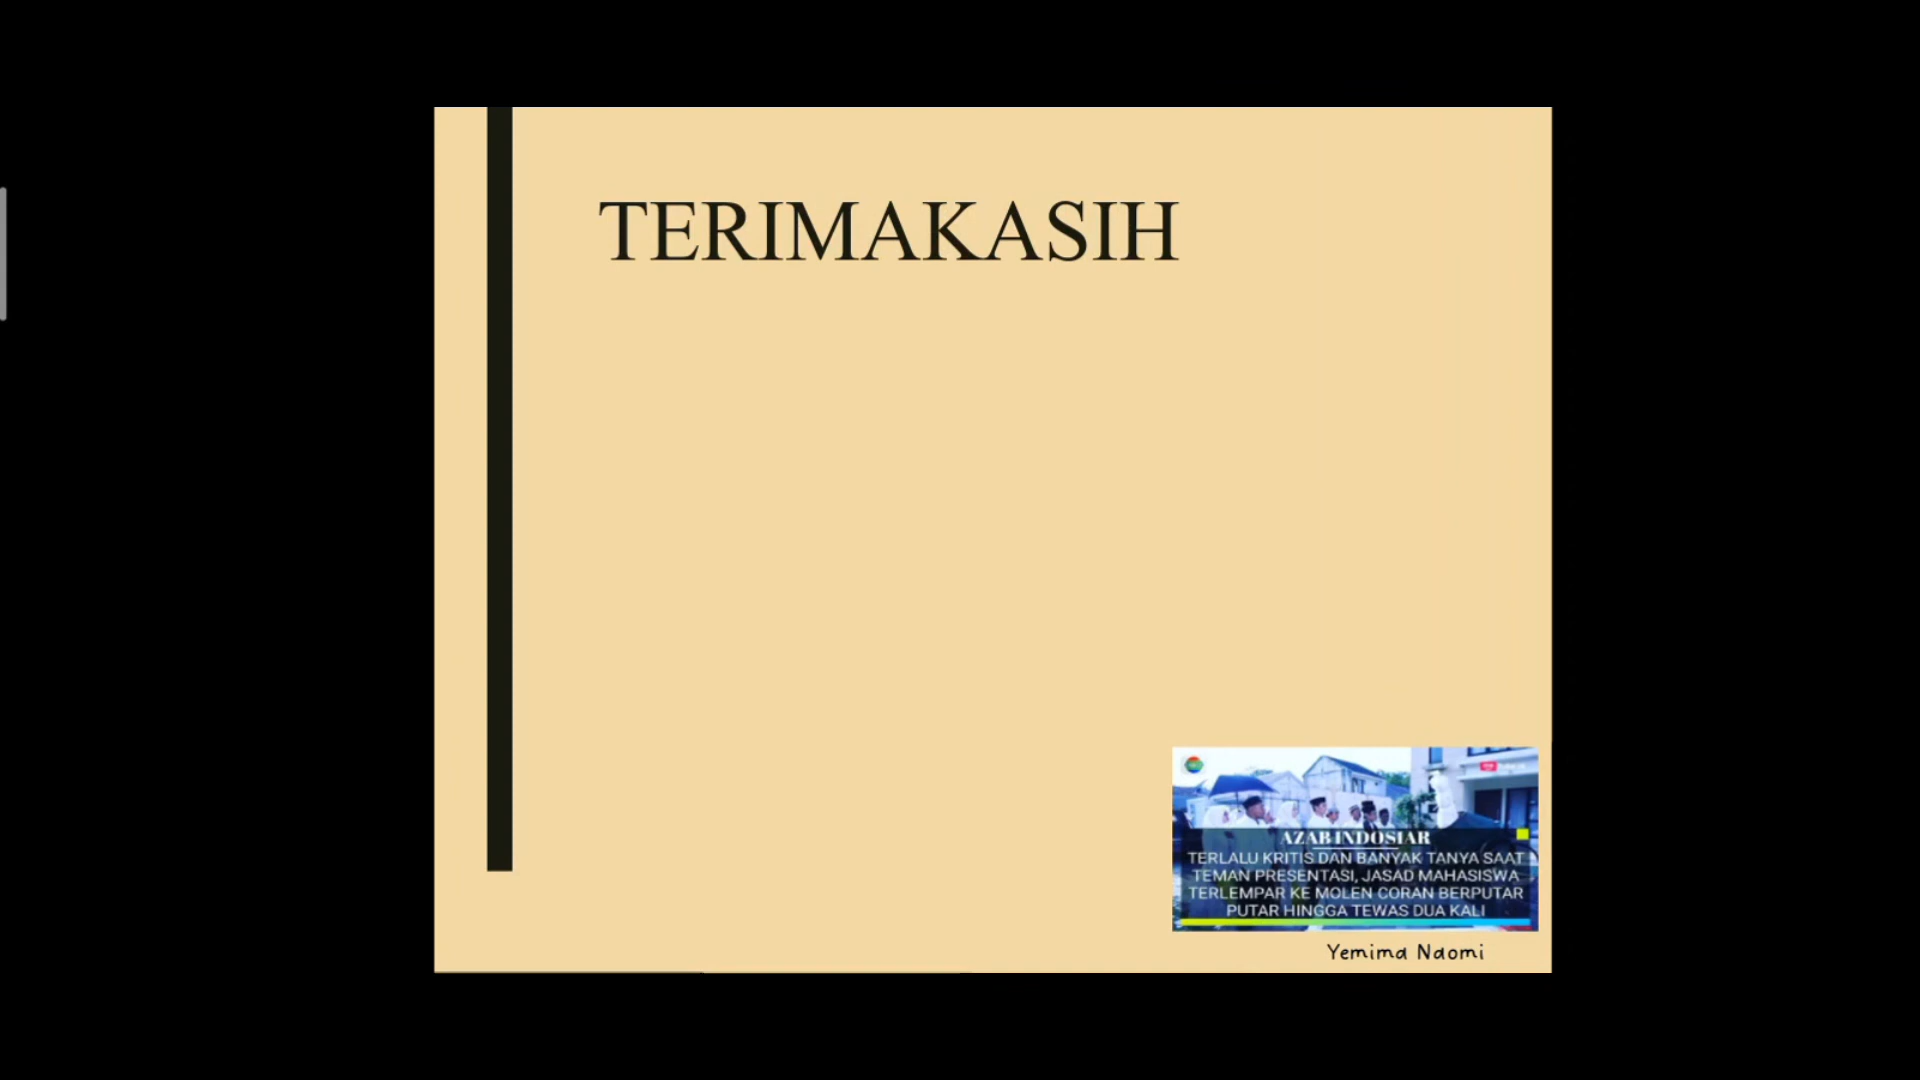 TERIMAKASIH
AZAB INDOSIAR
TERLALU KRITIS DAN BANYAK TANYA SAAT
TEMAN PRESENTASI, JASAD MAHASISWA
TERLEMPAR KE MOLEN CORAN BERPUTAR
PUTAR HINGGA TEWAS DUA KALI
Yemima Naomi